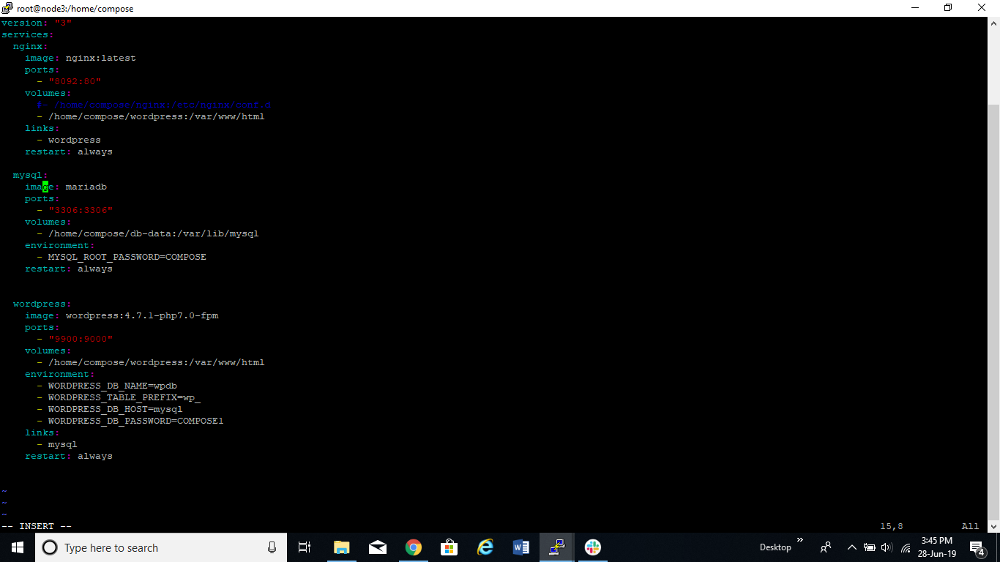 root@node3:/home/compose
version: "3"
services:
  nginx:
    image: nginx:latest
    ports:
      - "8092:80"
    volumes:
      #- /home/compose/nginx:/etc/nginx/conf.d
      - /home/compose/wordpress:/var/www/html
    links:
      - wordpress
    restart: always
  mysql:
    image: mariadb
    ports:
      - "3306:3306"
    volumes:
      - /home/compose/db-data:/var/lib/mysql
    environment:
      - MYSQL_ROOT_PASSWORD=COMPOSE
    restart: always
  wordpress:
    image: wordpress:4.7.1-php7.0-fpm
    ports:
      - "9900:9000"
    volumes:
      - /home/compose/wordpress:/var/www/html
    environment:
      - WORDPRESS_DB_NAME=wpdb
      - WORDPRESS_TABLE_PREFIX=wp_
      - WORDPRESS_DB_HOST=mysql
      - WORDPRESS_DB_PASSWORD=COMPOSE1
    links:
      - mysql
    restart: always
~
~
~
-- INSERT -- 15,8 All
Type here to search Desktop » 3:45 PM
28-Jun-19 4